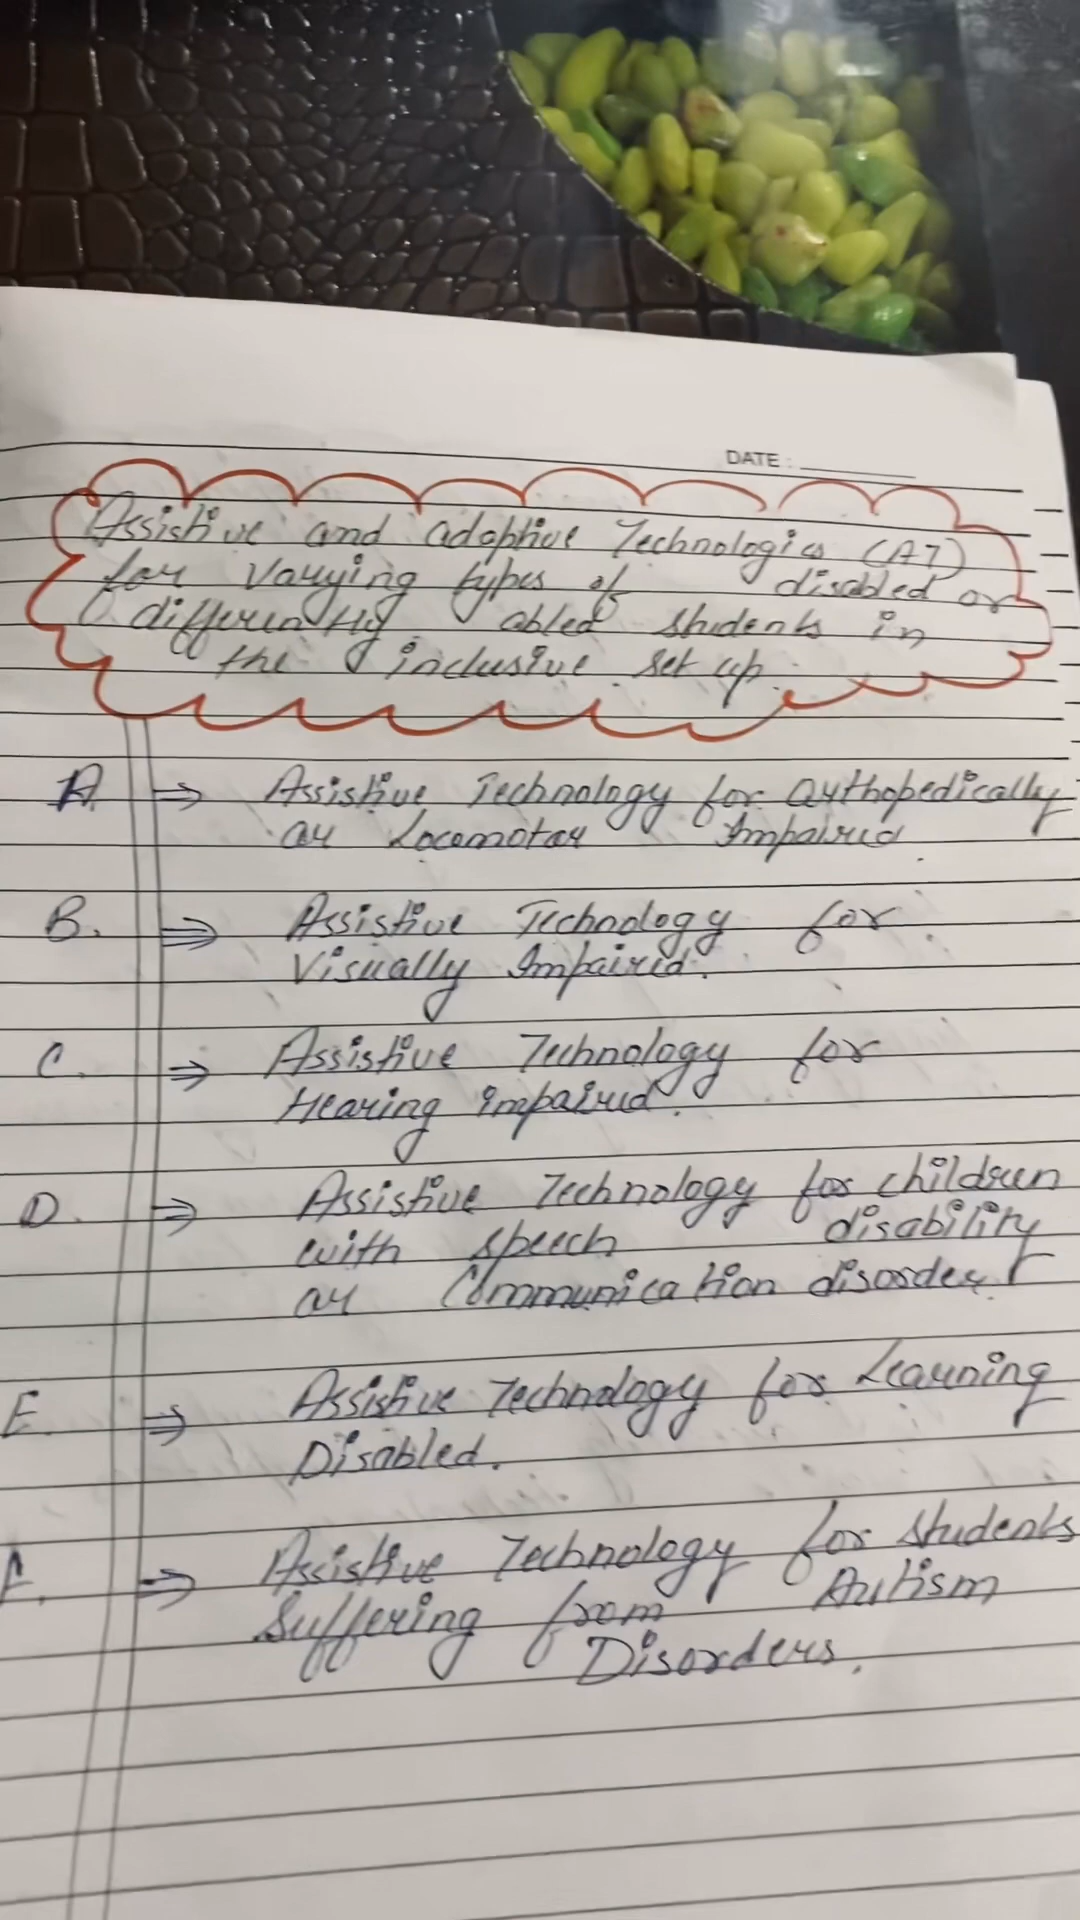 DATE :
Assistive and adaptive Technologies (AT)
for varying types of disabled or
differently abled students in
the inclusive set up.
A. ⇒ Assistive Technology for Orthopedically
or Locomotor Impaired.
B. ⇒ Assistive Technology for
Visually Impaired.
C. ⇒ Assistive Technology for
Hearing impaired.
D. ⇒ Assistive Technology for children
with speech disability
or Communication disorder.
E. ⇒ Assistive Technology for Learning
Disabled.
F. ⇒ Assistive Technology for students
Suffering from Autism
Disorders.